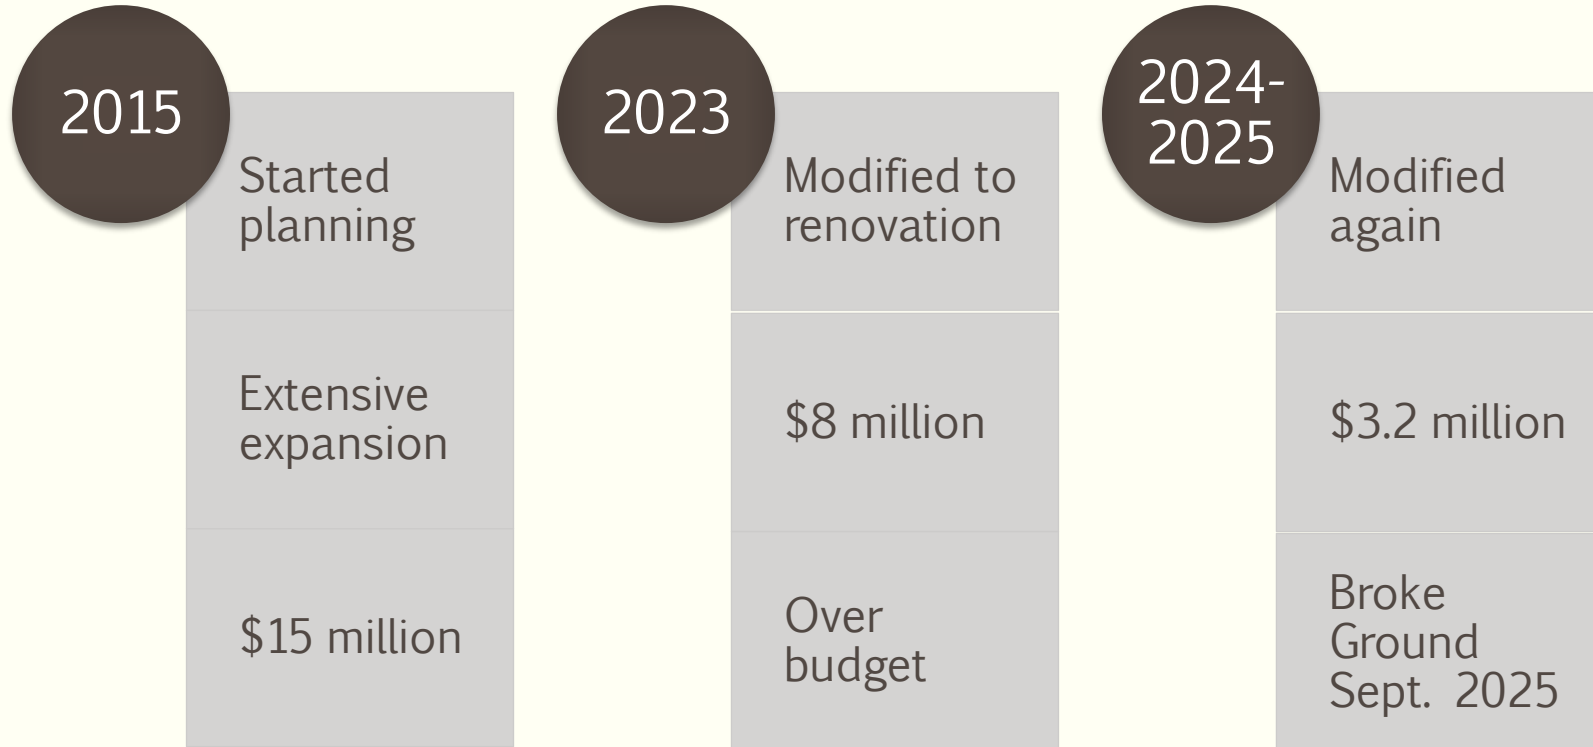 2015
Started
planning
Extensive
expansion
$15 million
2023
Modified to
renovation
$8 million
Over
budget
2024-
2025
Modified
again
$3.2 million
Broke
Ground
Sept.  2025